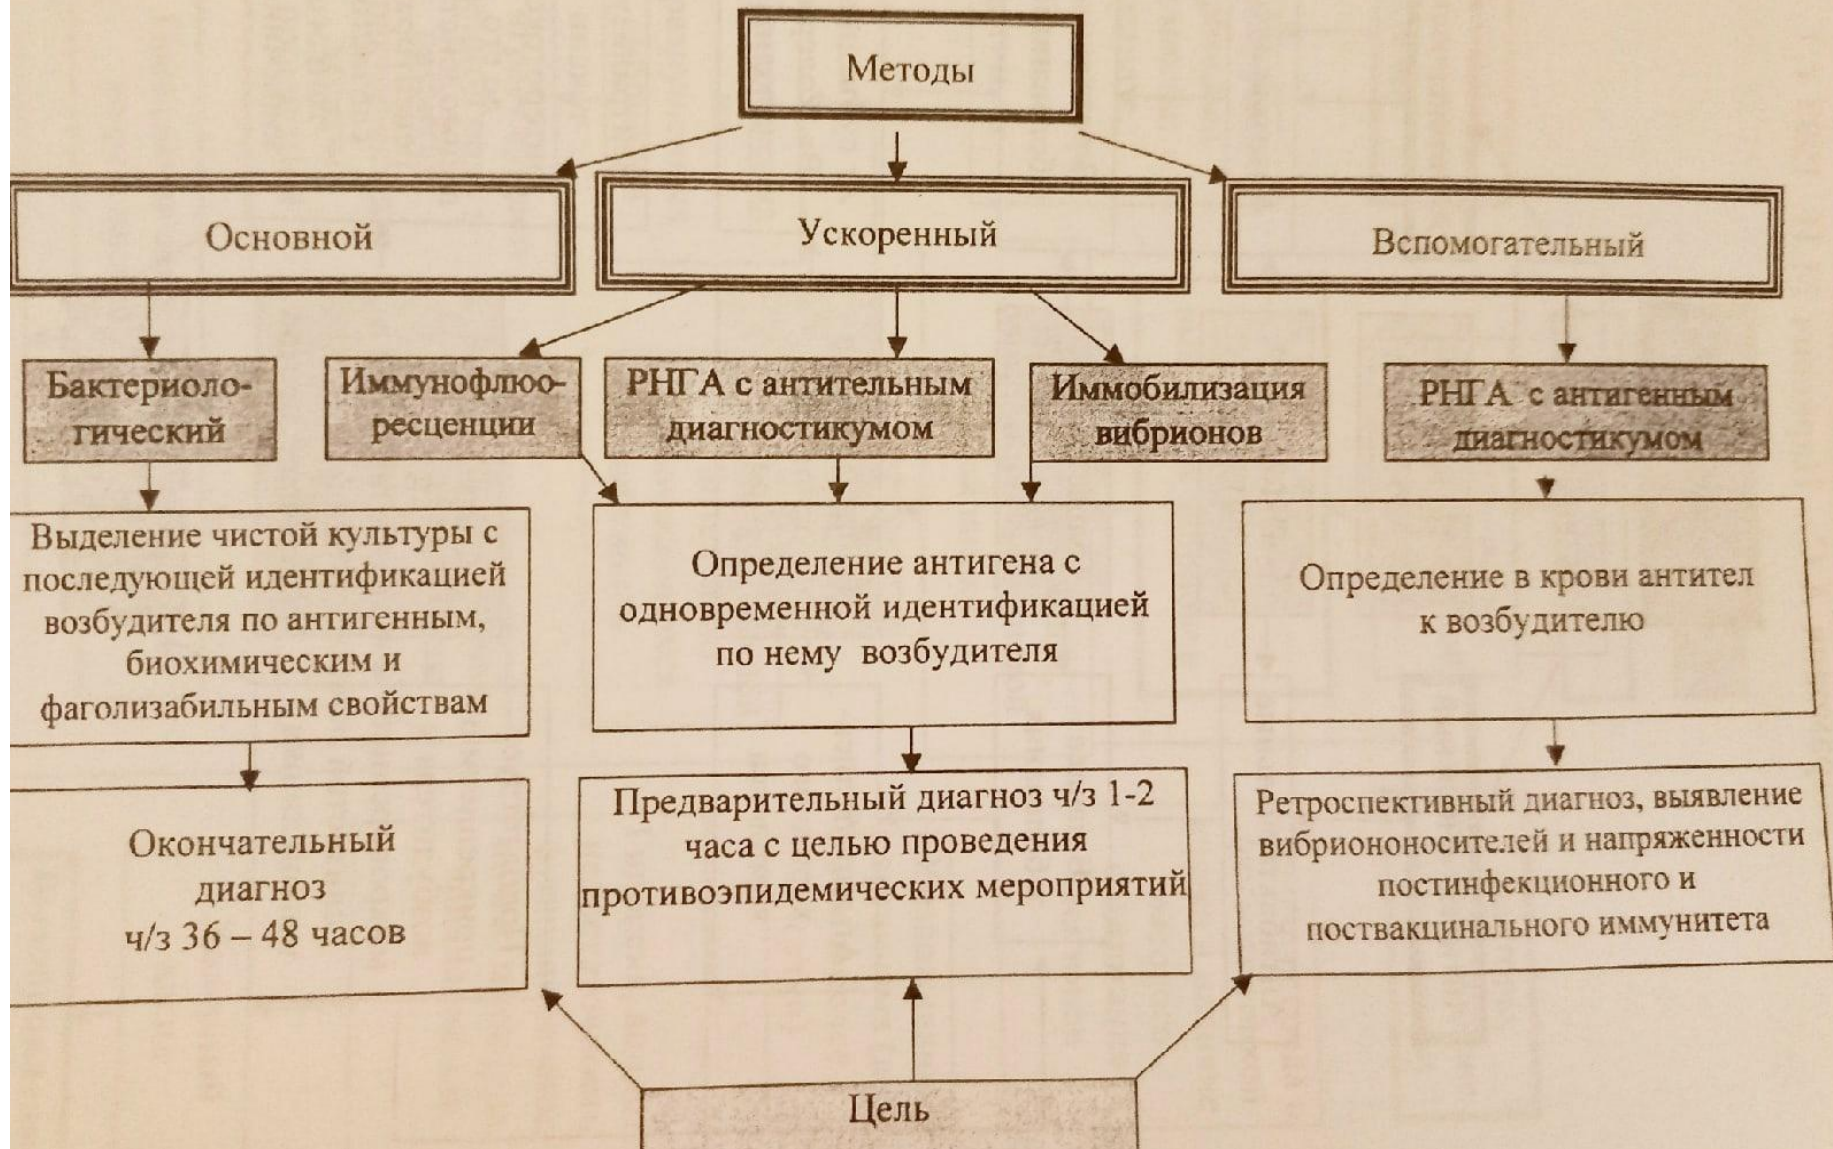 Методы
Основной
Ускоренный
Вспомогательный
Бактериоло-
гический
Иммунофлюо-
ресценции
РНГА с антительным
диагностикумом
Иммобилизация
вибрионов
РНГА с антигенным
диагностикумом
Выделение чистой культуры с
последующей идентификацией
возбудителя по антигенным,
биохимическим и
фаголизабильным свойствам
Определение антигена с
одновременной идентификацией
по нему возбудителя
Определение в крови антител
к возбудителю
Окончательный
диагноз
ч/з 36 – 48 часов
Предварительный диагноз ч/з 1-2
часа с целью проведения
противоэпидемических мероприятий
Ретроспективный диагноз, выявление
вибриононосителей и напряженности
постинфекционного и
поствакцинального иммунитета
Цель